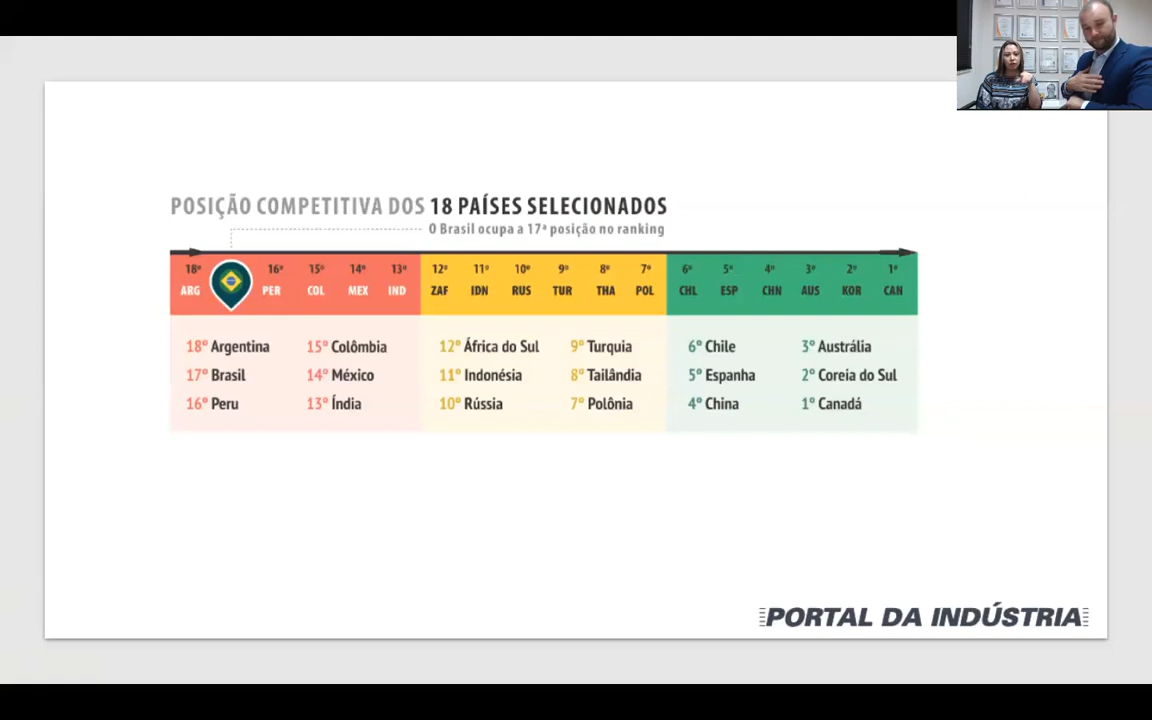 POSIÇÃO COMPETITIVA DOS 18 PAÍSES SELECIONADOS
O Brasil ocupa a 17ª posição no ranking
18º 16º 15º 14º 13º 12º 11º 10º 9º 8º 7º 6º 5º 4º 3º 2º 1º
ARG PER COL MEX IND ZAF IDN RUS TUR THA POL CHL ESP CHN AUS KOR CAN
18º Argentina 15º Colômbia 12º África do Sul 9º Turquia 6º Chile 3º Austrália
17º Brasil 14º México 11º Indonésia 8º Tailândia 5º Espanha 2º Coreia do Sul
16º Peru 13º Índia 10º Rússia 7º Polônia 4º China 1º Canadá
PORTAL DA INDÚSTRIA